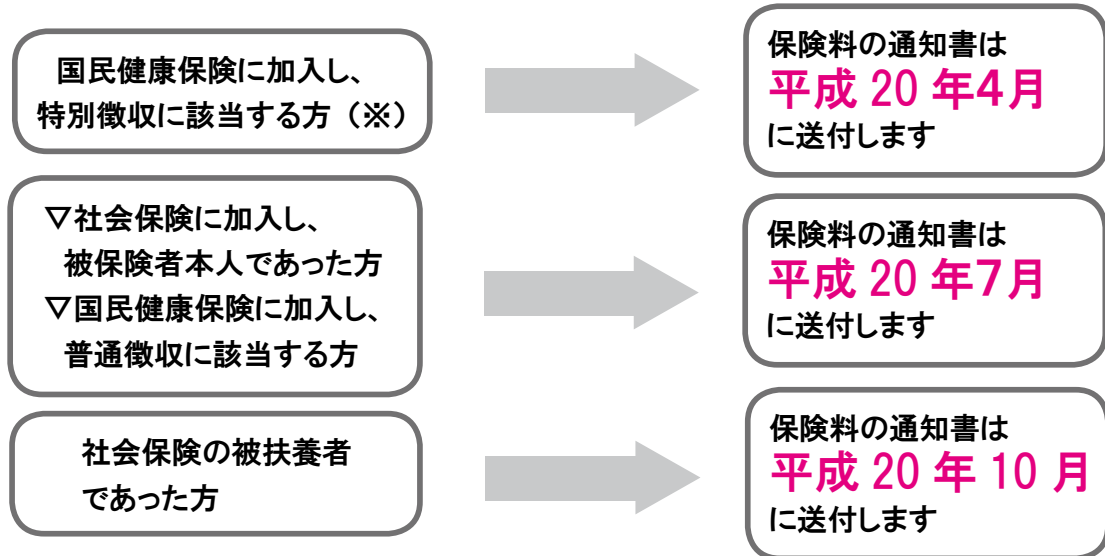 国民健康保険に加入し、
特別徴収に該当する方（※）
保険料の通知書は
平成 20 年4月
に送付します
▽社会保険に加入し、
被保険者本人であった方
▽国民健康保険に加入し、
普通徴収に該当する方
保険料の通知書は
平成 20 年7月
に送付します
社会保険の被扶養者
であった方
保険料の通知書は
平成 20 年 10 月
に送付します